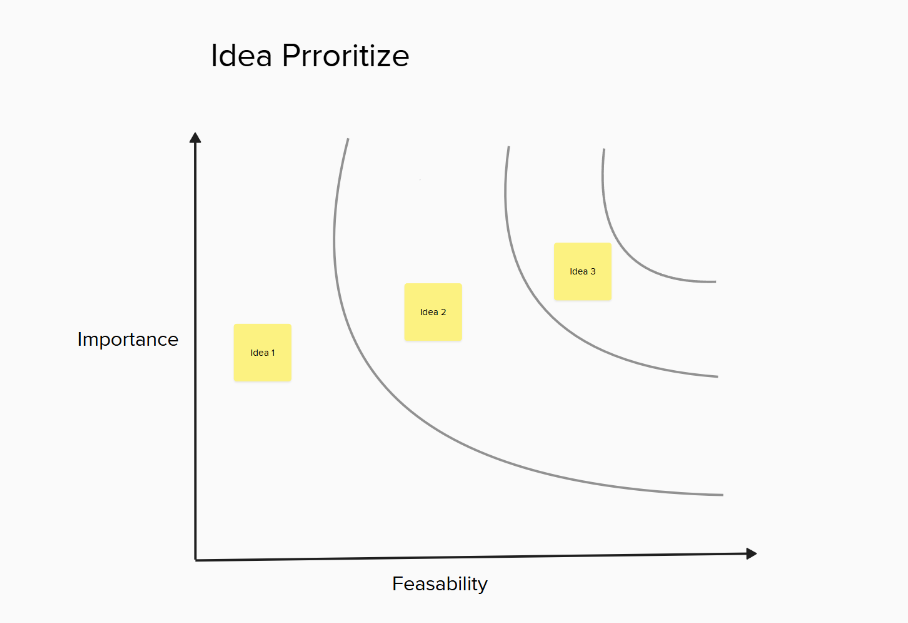 Idea Prroritize
Idea 3
Idea 2
Importance
Idea 1
Feasability